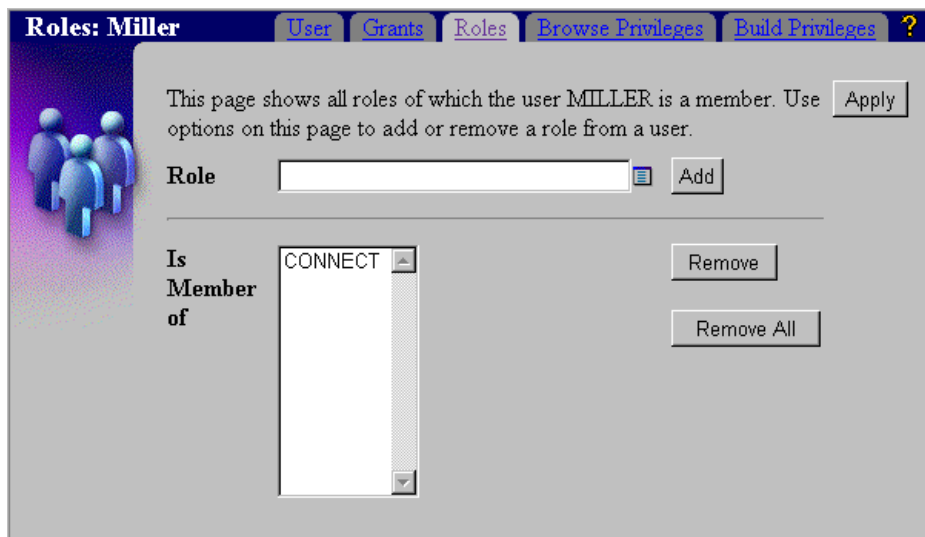 Roles: Miller
User Grants Roles Browse Privileges Build Privileges ?
This page shows all roles of which the user MILLER is a member. Use Apply
options on this page to add or remove a role from a user.
Role Add
Is CONNECT Remove
Member
of Remove All